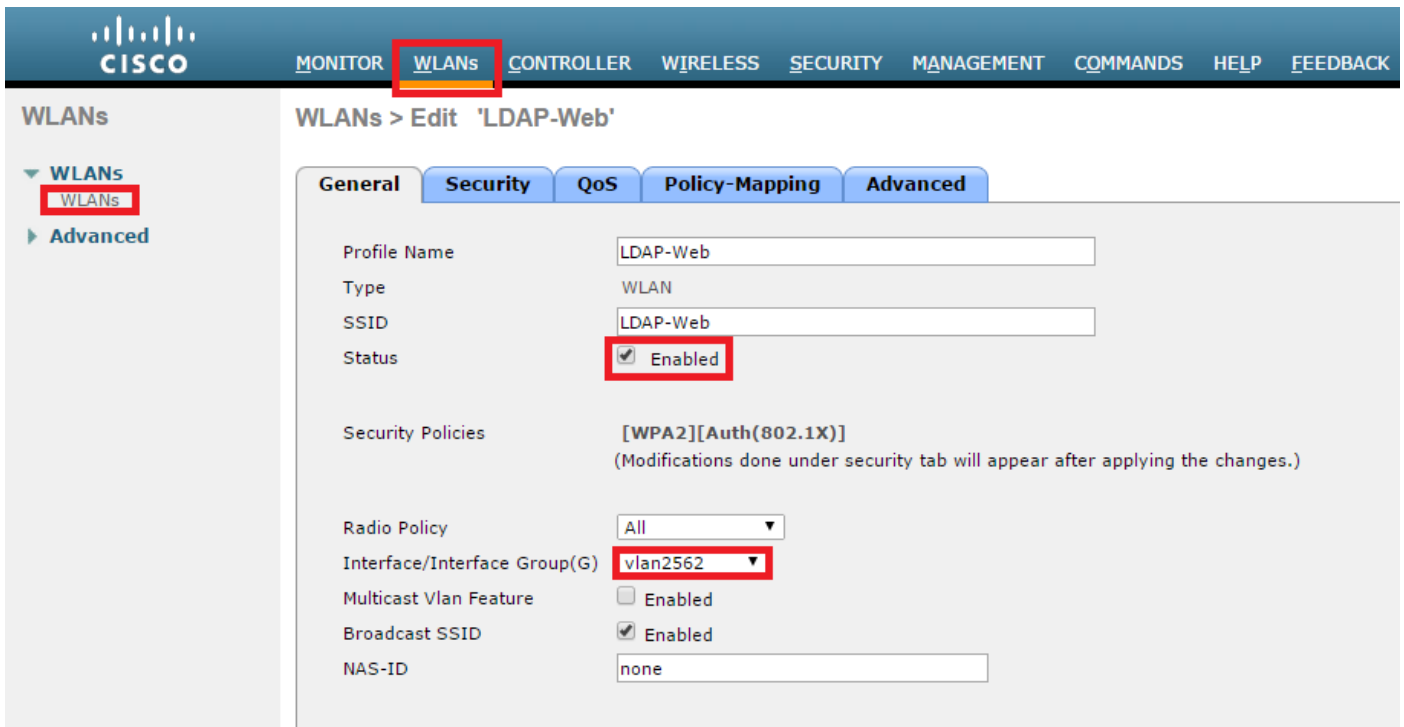 CISCO
MONITOR WLANs CONTROLLER WIRELESS SECURITY MANAGEMENT COMMANDS HELP FEEDBACK
WLANs
WLANs
WLANs
Advanced
WLANs > Edit 'LDAP-Web'
General Security QoS Policy-Mapping Advanced
Profile Name LDAP-Web
Type WLAN
SSID LDAP-Web
Status Enabled
Security Policies [WPA2][Auth(802.1X)]
(Modifications done under security tab will appear after applying the changes.)
Radio Policy All
Interface/Interface Group(G) vlan2562
Multicast Vlan Feature Enabled
Broadcast SSID Enabled
NAS-ID none